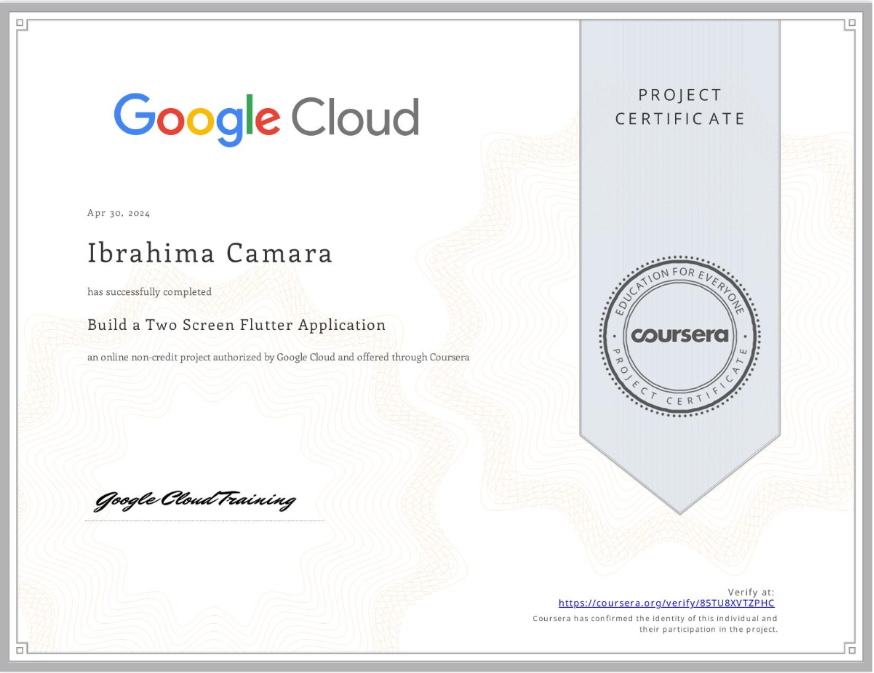 Google Cloud
PROJECT
CERTIFICATE
Apr 30, 2024
Ibrahima Camara
has successfully completed
Build a Two Screen Flutter Application
an online non-credit project authorized by Google Cloud and offered through Coursera
EDUCATION FOR EVERYONE
coursera
PROJECT CERTIFICATE
Google Cloud Training
Verify at:
https://coursera.org/verify/85TU8XVTZPHC
Coursera has confirmed the identity of this individual and
their participation in the project.